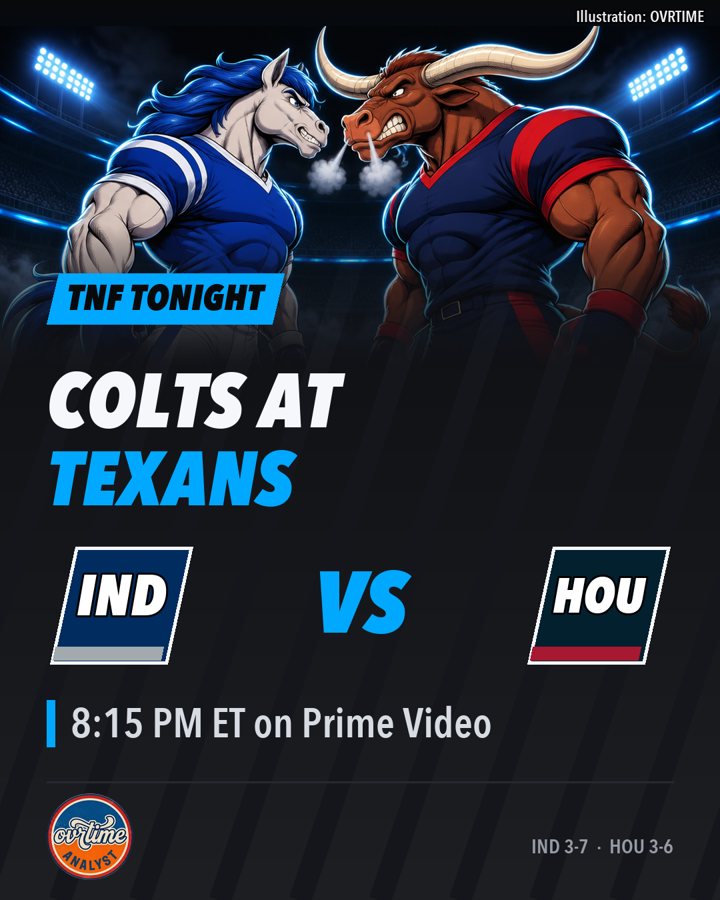 Illustration: OVRTIME
TNF TONIGHT
COLTS AT
TEXANS
IND
VS
HOU
8:15 PM ET on Prime Video
ovrtime
ANALYST
IND 3-7 · HOU 3-6